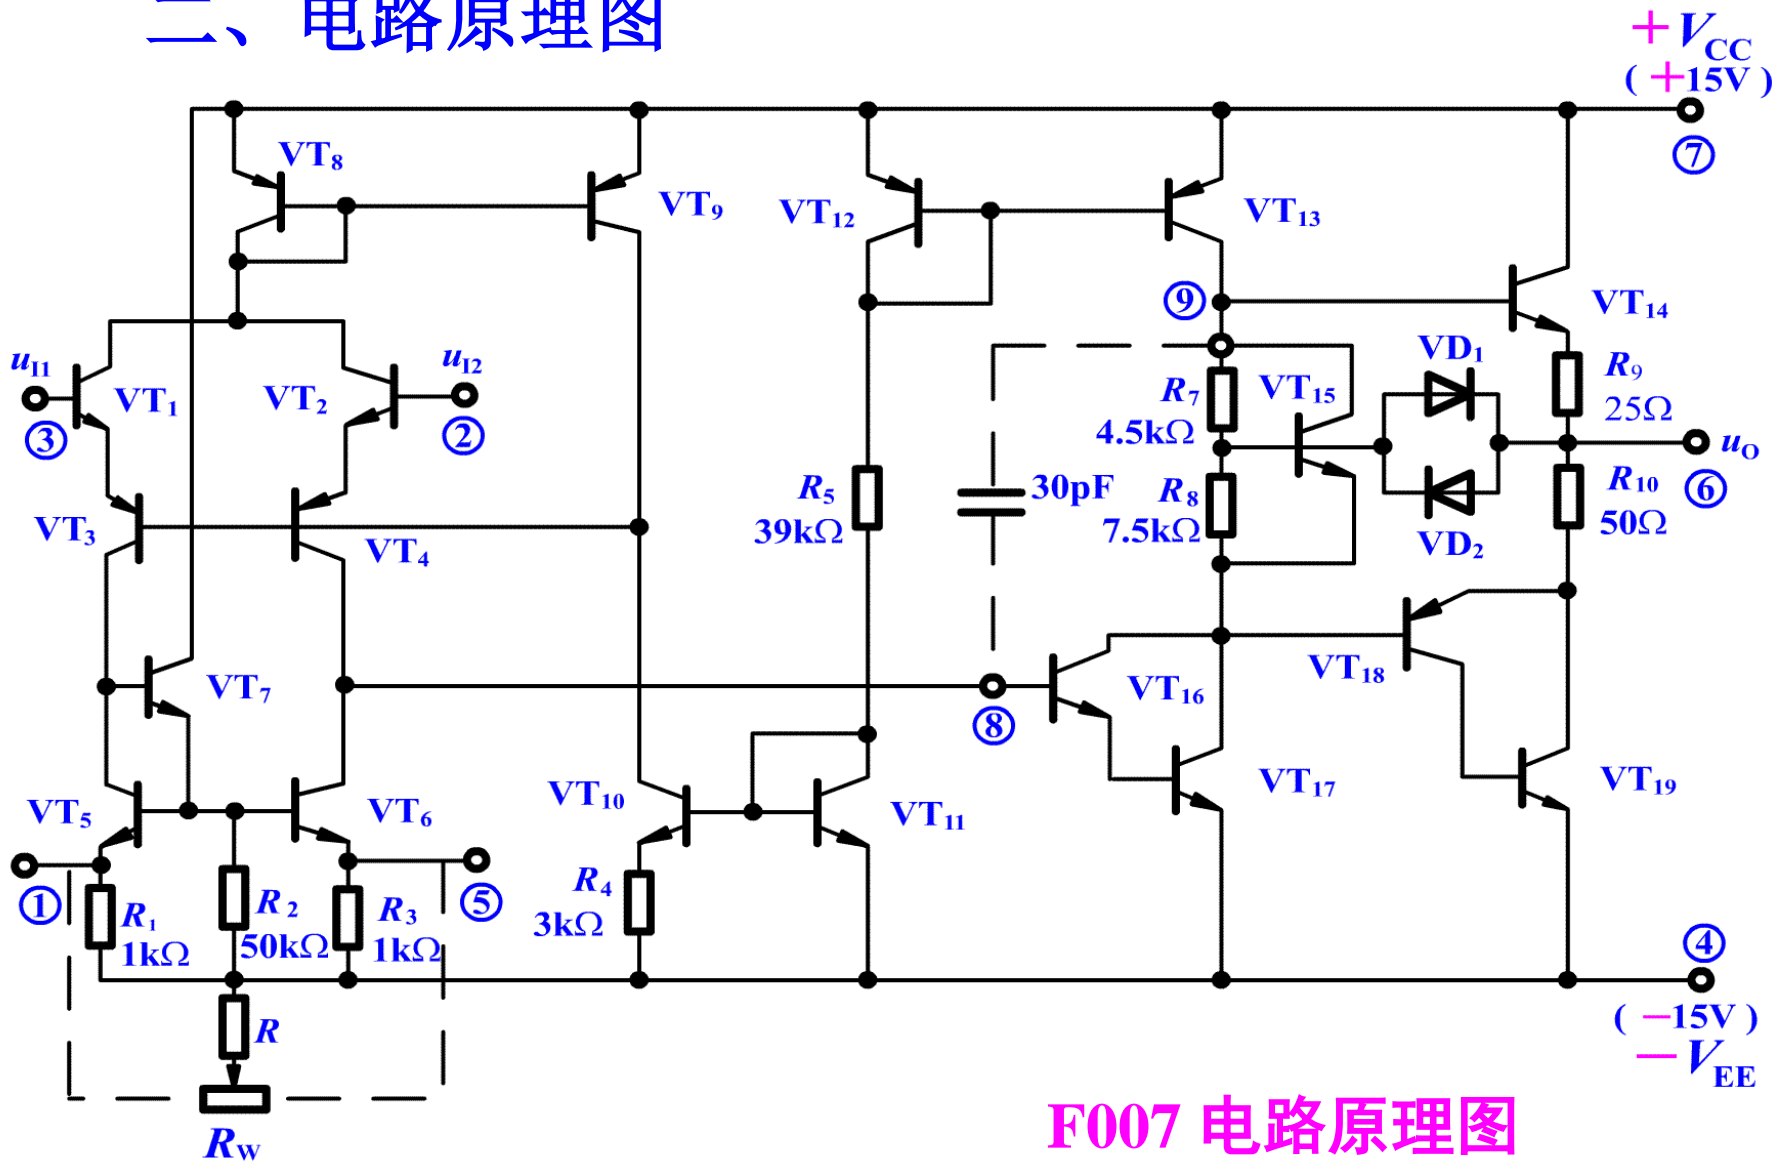 二、电路原理图
＋VCC
(＋15V)
⑦
VT8
VT9
VT12
VT13
⑨
VT14
uI1
VT1
③
VT2
uI2
②
R7
4.5kΩ
VT15
VD1
R9
25Ω
uO
⑥
VT3
VT4
R5
39kΩ
30pF
R8
7.5kΩ
VD2
R10
50Ω
VT7
⑧
VT16
VT18
VT5
VT6
VT10
VT11
VT17
VT19
①
R1
1kΩ
R2
50kΩ
R3
1kΩ
⑤
R4
3kΩ
④
(－15V)
－VEE
R
RW
F007 电路原理图